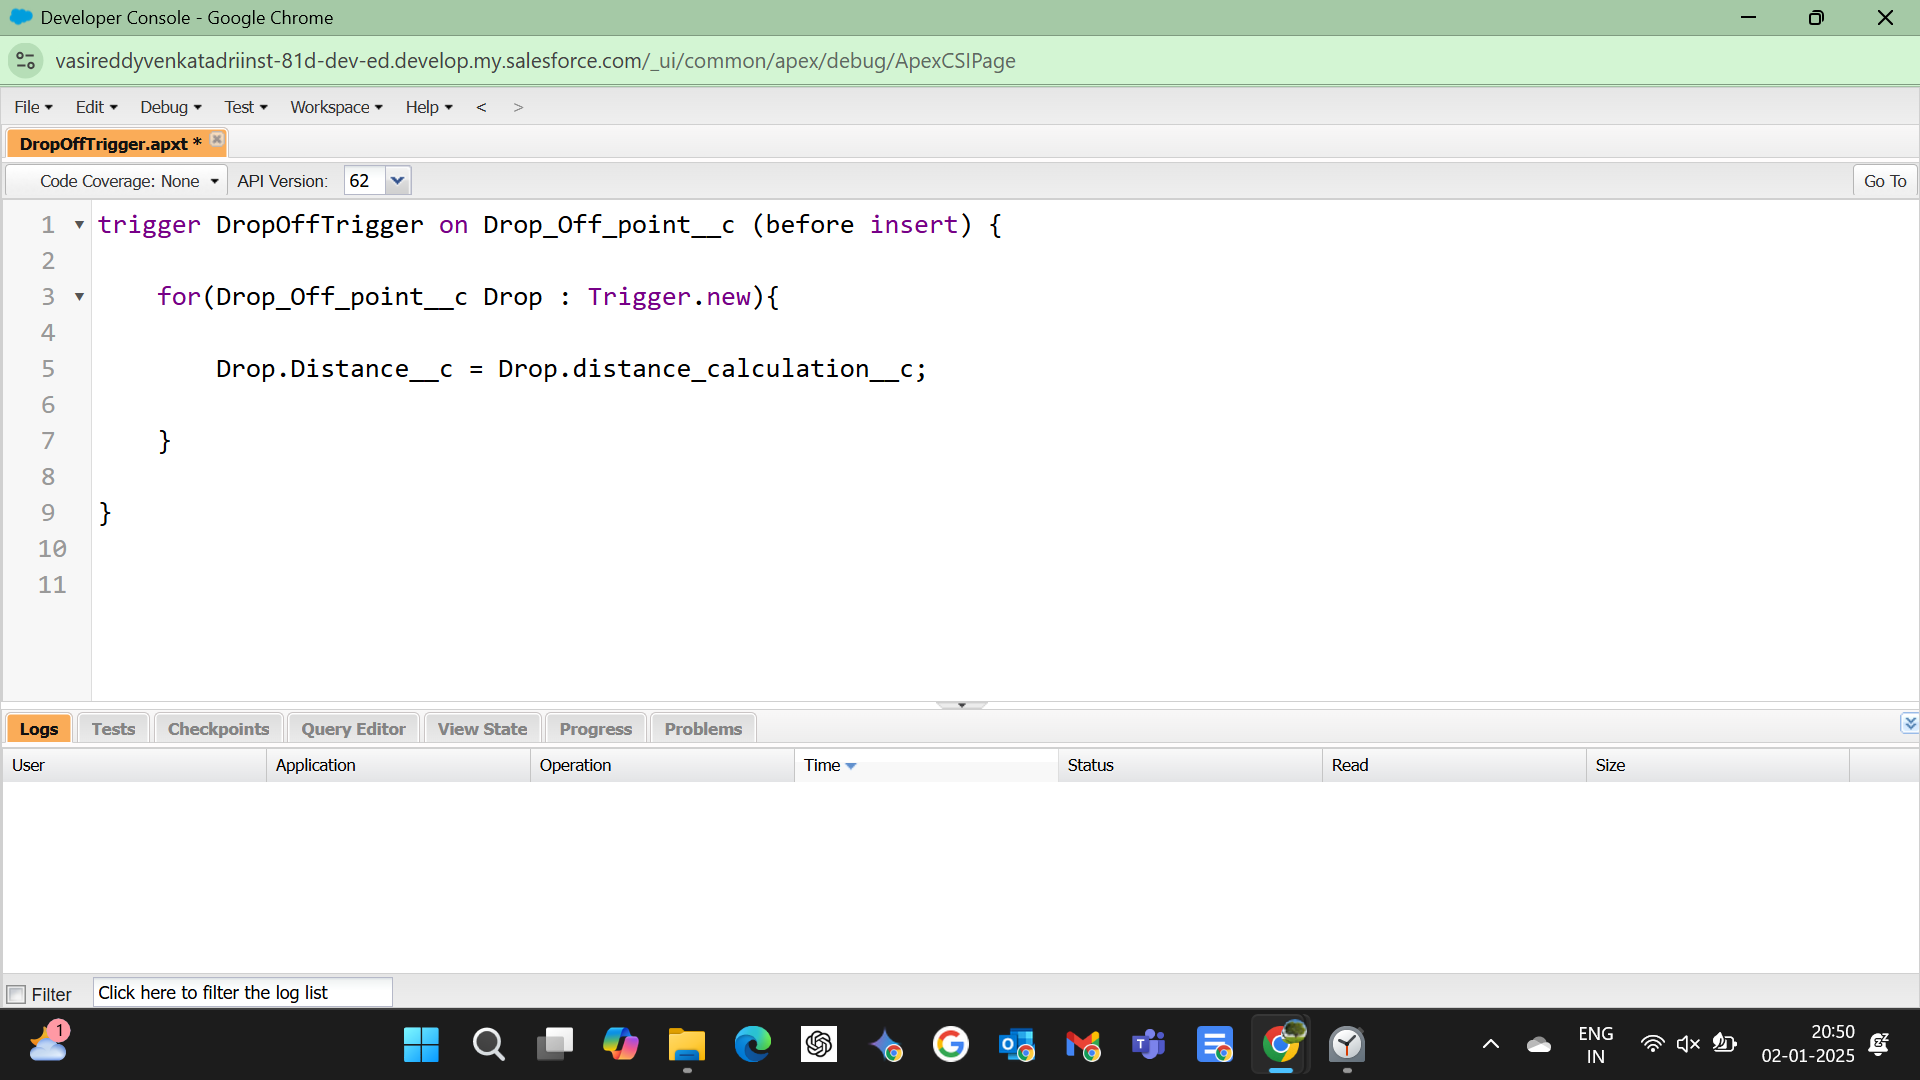 Developer Console - Google Chrome
vasireddyvenkatadriinst-81d-dev-ed.develop.my.salesforce.com/_ui/common/apex/debug/ApexCSIPage
File Edit Debug Test Workspace Help < >
DropOffTrigger.apxt *
Code Coverage: None API Version: 62 Go To
1 trigger DropOffTrigger on Drop_Off_point__c (before insert) {
2
3 for(Drop_Off_point__c Drop : Trigger.new){
4
5 Drop.Distance__c = Drop.distance_calculation__c;
6
7 }
8
9 }
10
11
Logs Tests Checkpoints Query Editor View State Progress Problems
User Application Operation Time Status Read Size
Filter Click here to filter the log list
1
ENG 20:50
IN 02-01-2025